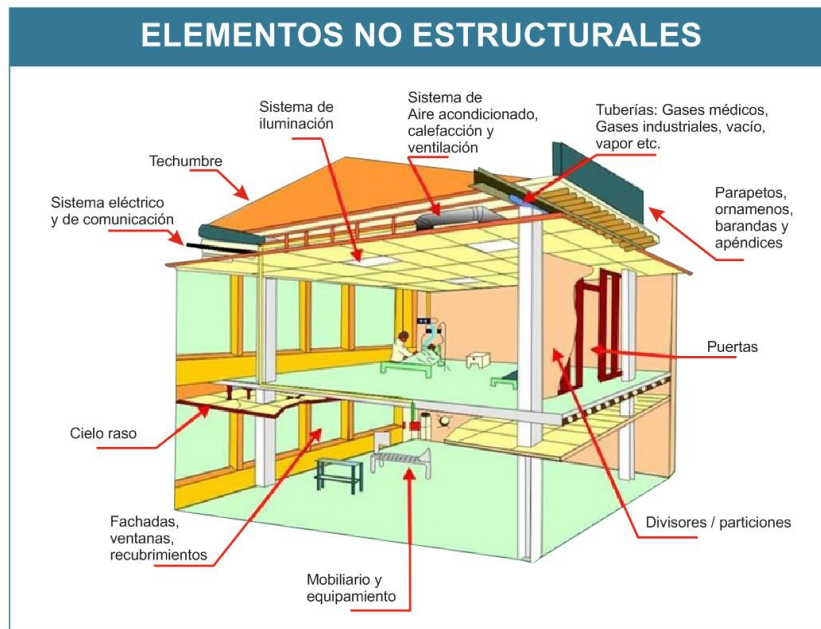 ELEMENTOS NO ESTRUCTURALES
Sistema de
iluminación
Sistema de
Aire acondicionado,
calefacción y
ventilación
Tuberías: Gases médicos,
Gases industriales, vacío,
vapor etc.
Techumbre
Sistema eléctrico
y de comunicación
Parapetos,
ornamenos,
barandas y
apéndices
Puertas
Cielo raso
Divisores / particiones
Fachadas,
ventanas,
recubrimientos
Mobiliario y
equipamiento